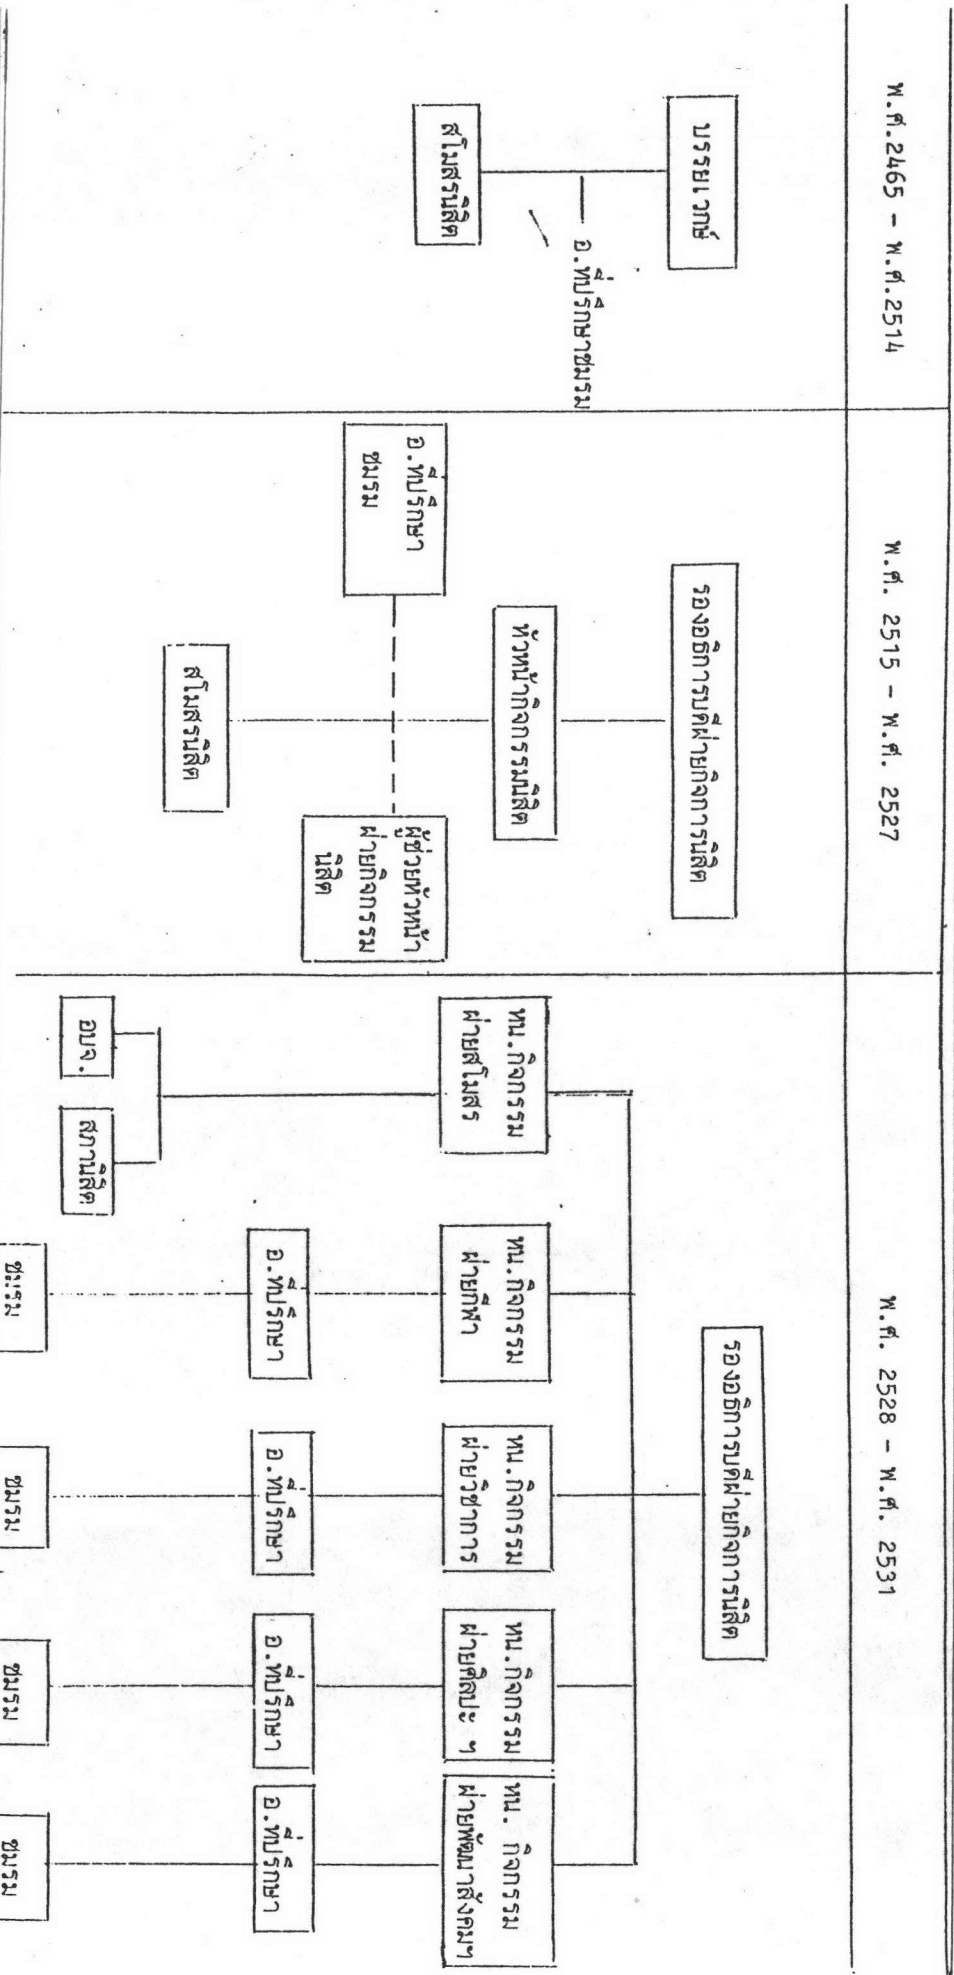 พ.ศ.2465 - พ.ศ.2514
บรรยเวกษ์
อ.ที่ปรึกษาชมรม
สโมสรนิสิต
พ.ศ. 2515 - พ.ศ. 2527
รองอธิการบดีฝ่ายกิจการนิสิต
หัวหน้ากิจกรรมนิสิต
อ.ที่ปรึกษา
ชมรม
ผู้ช่วยหัวหน้า
ฝ่ายกิจกรรม
นิสิต
สโมสรนิสิต
พ.ศ. 2528 - พ.ศ. 2531
รองอธิการบดีฝ่ายกิจการนิสิต
หน.กิจกรรม
ฝ่ายสโมสร
หน.กิจกรรม
ฝ่ายกีฬา
หน.กิจกรรม
ฝ่ายวิชาการ
หน.กิจกรรม
ฝ่ายศิลปะ ฯ
หน. กิจกรรม
ฝ่ายพัฒนาสังคมฯ
อ.ที่ปรึกษา
อ.ที่ปรึกษา
อ.ที่ปรึกษา
อ.ที่ปรึกษา
อบจ.
สภานิสิต
ชมรม
ชมรม
ชมรม
ชมรม